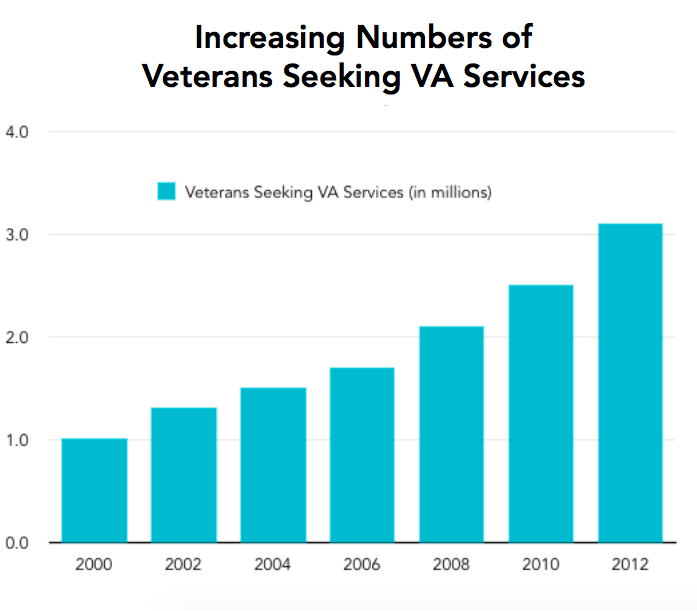 Increasing Numbers of
Veterans Seeking VA Services
4.0
Veterans Seeking VA Services (in millions)
3.0
2.0
1.0
0.0
2000 2002 2004 2006 2008 2010 2012